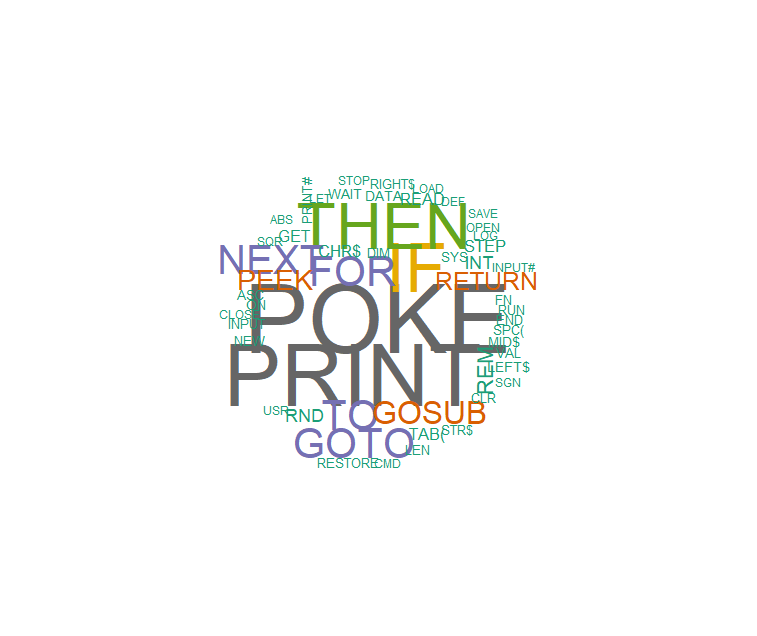 STOP
RIGHT$
LOAD
PRINT#
LET
WAIT
DATA
READ
DEF
THEN
SAVE
ABS
OPEN
GET
LOG
SQR
STEP
NEXT
CHR$
DIM
IF
SYS
FOR
INT
INPUT#
PEEK
RETURN
ASC
FN
ON
POKE
RUN
CLOSE
END
INPUT
SPC(
NEW
MID$
VAL
PRINT
REM
LEFT$
SGN
CLR
USR
RND
TO
GOSUB
TAB(
STR$
GOTO
LEN
RESTORE
CMD